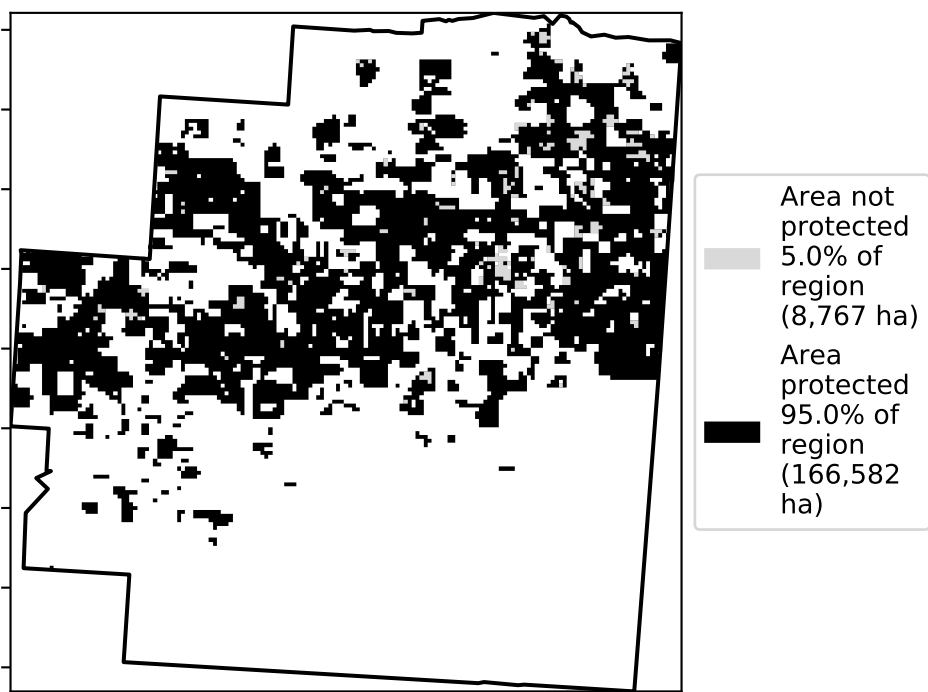 Area not
protected
5.0% of
region
(8,767 ha)
Area
protected
95.0% of
region
(166,582
ha)